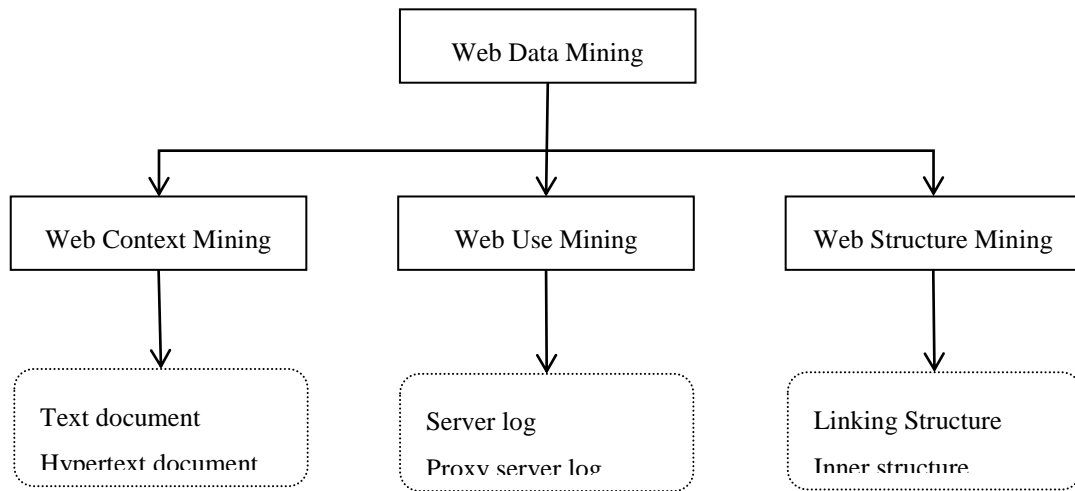 Web Data Mining
Web Context Mining
Web Use Mining
Web Structure Mining
Text document
Hypertext document
Server log
Proxy server log
Linking Structure
Inner structure